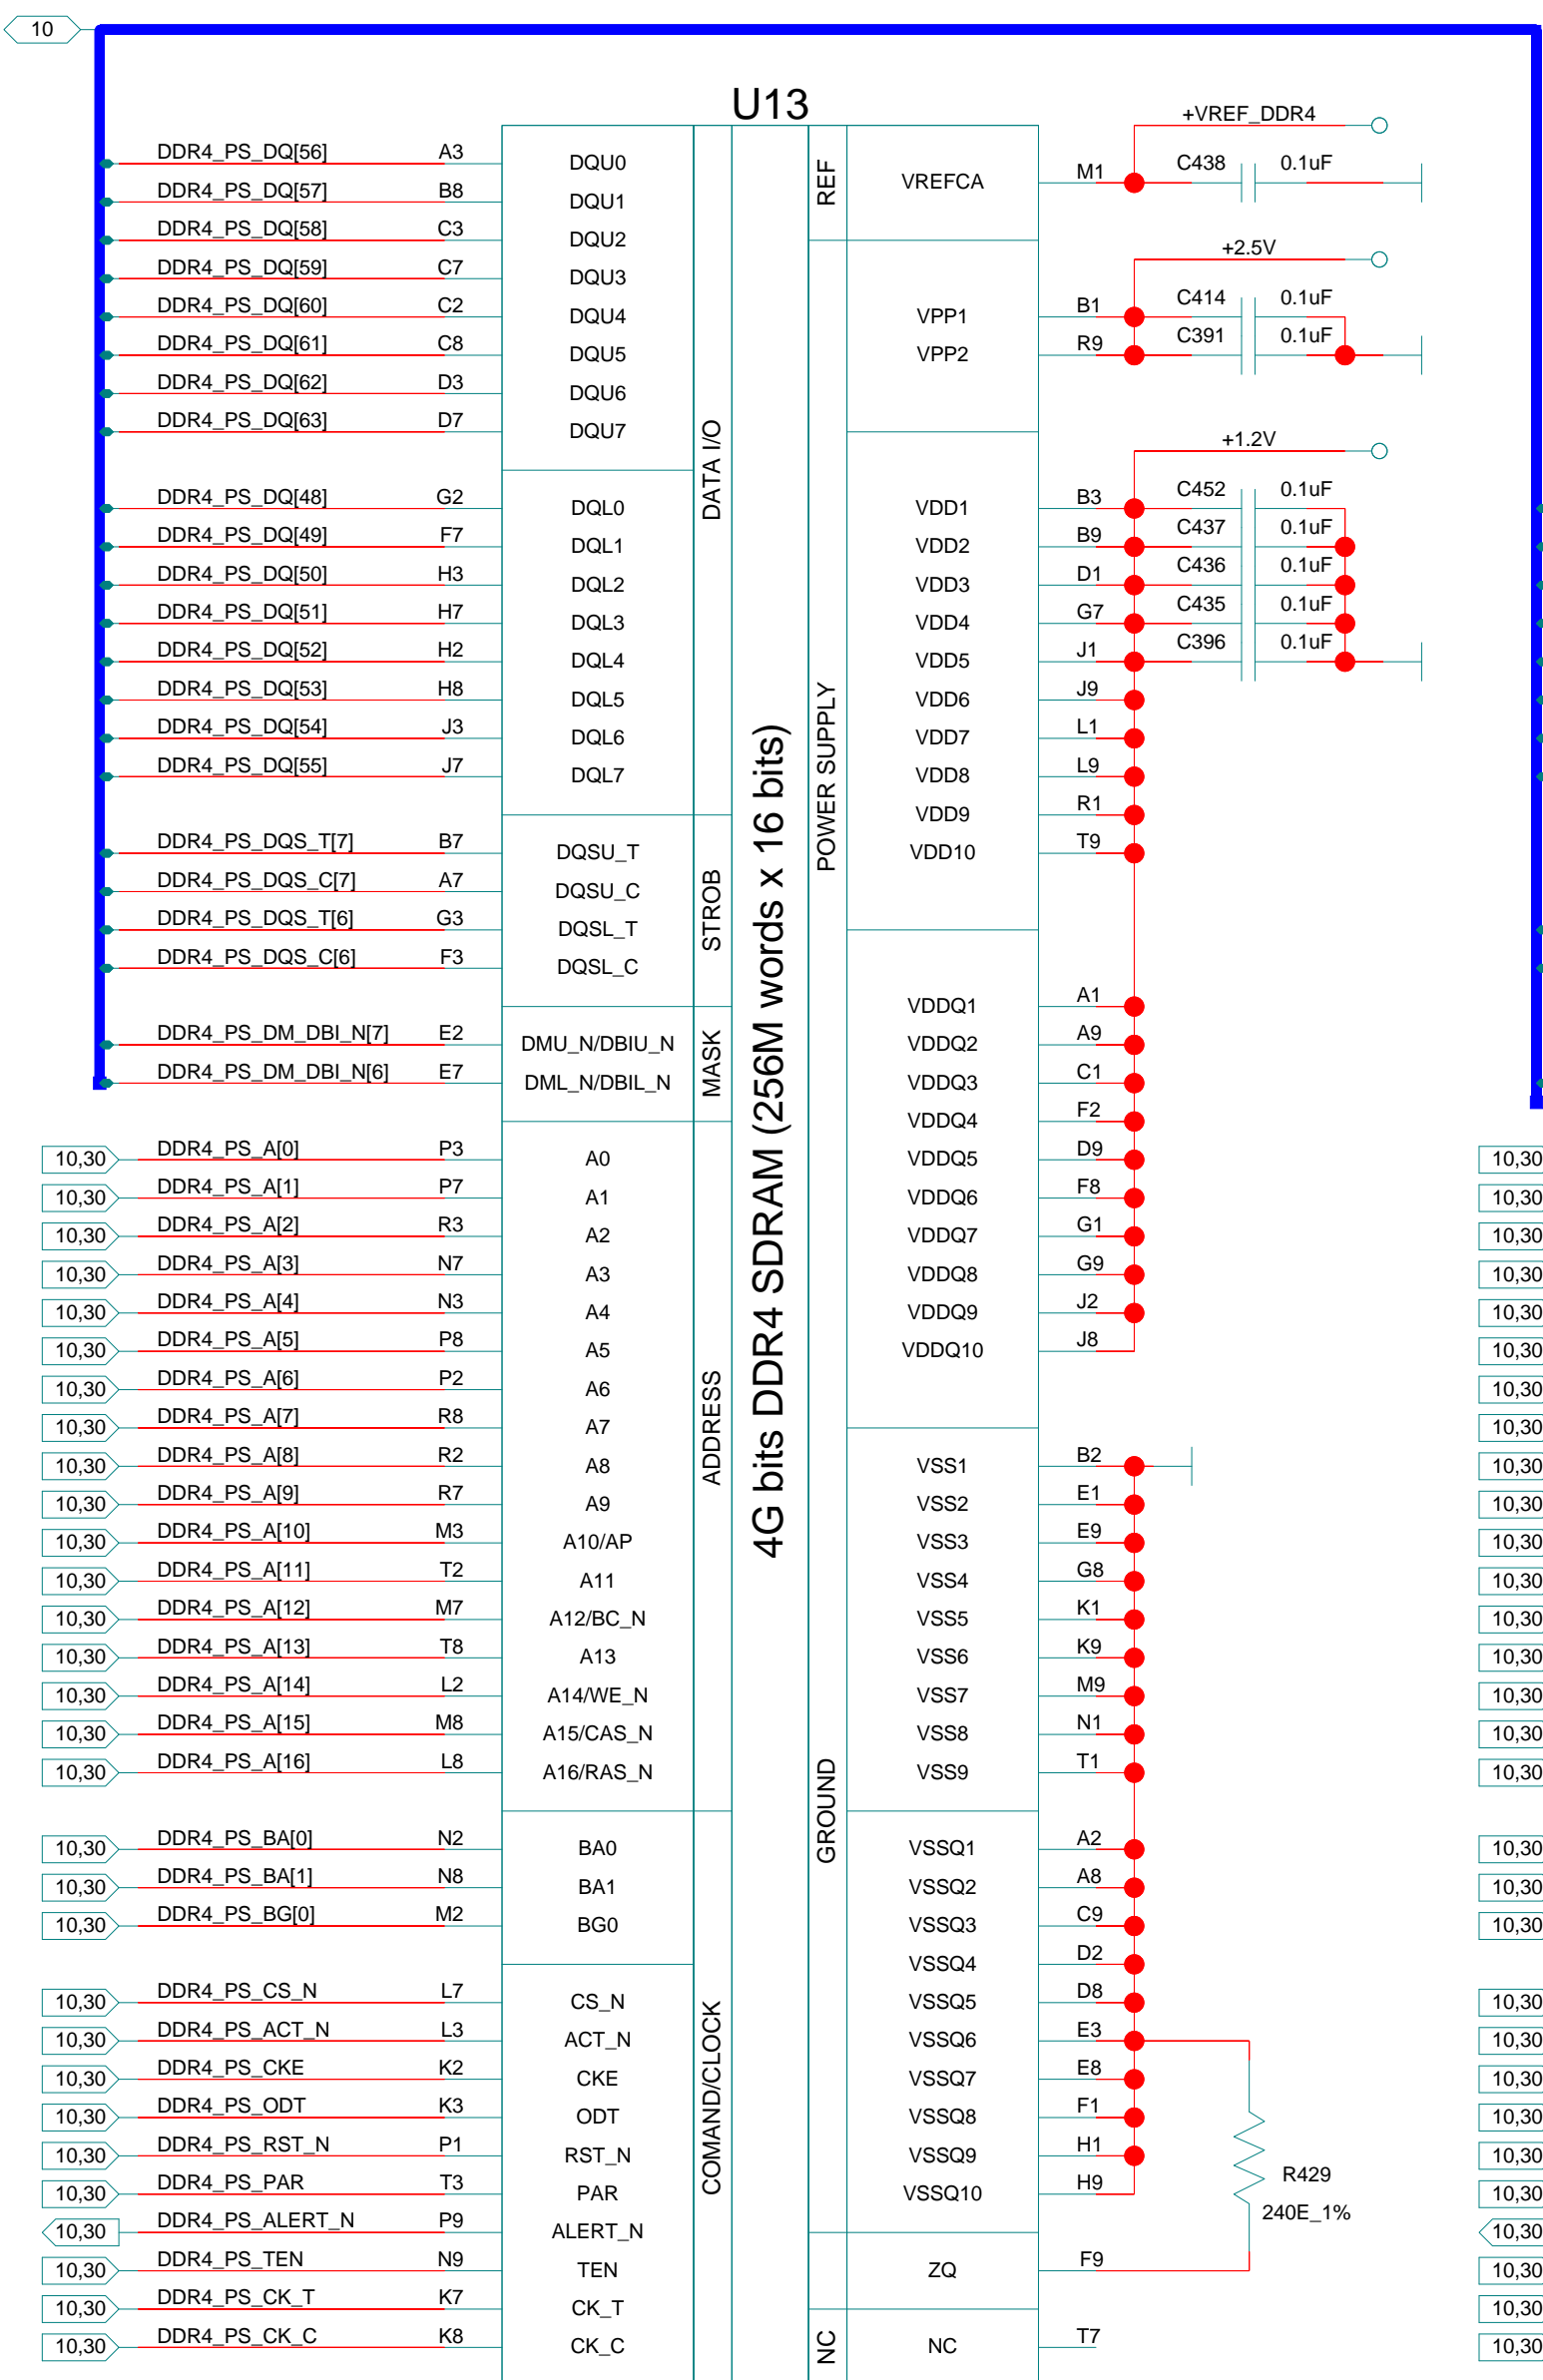 10
U13
+VREF_DDR4
DDR4_PS_DQ[56] A3 DQU0
DDR4_PS_DQ[57] B8 DQU1
REF VREFCA M1 C438 0.1uF
DDR4_PS_DQ[58] C3 DQU2
DDR4_PS_DQ[59] C7 DQU3 +2.5V
DDR4_PS_DQ[60] C2 DQU4 VPP1 B1 C414 0.1uF
DDR4_PS_DQ[61] C8 DQU5 VPP2 R9 C391 0.1uF
DDR4_PS_DQ[62] D3 DQU6
DDR4_PS_DQ[63] D7 DQU7 +1.2V
DATA I/O
DDR4_PS_DQ[48] G2 DQL0 VDD1 B3 C452 0.1uF
DDR4_PS_DQ[49] F7 DQL1 VDD2 B9 C437 0.1uF
DDR4_PS_DQ[50] H3 DQL2 VDD3 D1 C436 0.1uF
DDR4_PS_DQ[51] H7 DQL3 VDD4 G7 C435 0.1uF
DDR4_PS_DQ[52] H2 DQL4 VDD5 J1 C396 0.1uF
DDR4_PS_DQ[53] H8 DQL5 VDD6 J9
DDR4_PS_DQ[54] J3 DQL6 VDD7 L1
DDR4_PS_DQ[55] J7 DQL7 VDD8 L9
POWER SUPPLY
VDD9 R1
DDR4_PS_DQS_T[7] B7 DQSU_T VDD10 T9
DDR4_PS_DQS_C[7] A7 DQSU_C
STROB
DDR4_PS_DQS_T[6] G3 DQSL_T
DDR4_PS_DQS_C[6] F3 DQSL_C
VDDQ1 A1
DDR4_PS_DM_DBI_N[7] E2 DMU_N/DBIU_N VDDQ2 A9
MASK
DDR4_PS_DM_DBI_N[6] E7 DML_N/DBIL_N VDDQ3 C1
VDDQ4 F2
4G bits DDR4 SDRAM (256M words x 16 bits)
10,30 DDR4_PS_A[0] P3 A0 VDDQ5 D9 10,30
10,30 DDR4_PS_A[1] P7 A1 VDDQ6 F8 10,30
10,30 DDR4_PS_A[2] R3 A2 VDDQ7 G1 10,30
10,30 DDR4_PS_A[3] N7 A3 VDDQ8 G9 10,30
10,30 DDR4_PS_A[4] N3 A4 VDDQ9 J2 10,30
10,30 DDR4_PS_A[5] P8 A5 VDDQ10 J8 10,30
10,30 DDR4_PS_A[6] P2 A6 10,30
10,30 DDR4_PS_A[7] R8 A7 10,30
ADDRESS
10,30 DDR4_PS_A[8] R2 A8 VSS1 B2 10,30
10,30 DDR4_PS_A[9] R7 A9 VSS2 E1 10,30
10,30 DDR4_PS_A[10] M3 A10/AP VSS3 E9 10,30
10,30 DDR4_PS_A[11] T2 A11 VSS4 G8 10,30
10,30 DDR4_PS_A[12] M7 A12/BC_N VSS5 K1 10,30
10,30 DDR4_PS_A[13] T8 A13 VSS6 K9 10,30
10,30 DDR4_PS_A[14] L2 A14/WE_N VSS7 M9 10,30
10,30 DDR4_PS_A[15] M8 A15/CAS_N VSS8 N1 10,30
10,30 DDR4_PS_A[16] L8 A16/RAS_N VSS9 T1 10,30
GROUND
10,30 DDR4_PS_BA[0] N2 BA0 VSSQ1 A2 10,30
10,30 DDR4_PS_BA[1] N8 BA1 VSSQ2 A8 10,30
10,30 DDR4_PS_BG[0] M2 BG0 VSSQ3 C9 10,30
VSSQ4 D2
10,30 DDR4_PS_CS_N L7 CS_N VSSQ5 D8 10,30
10,30 DDR4_PS_ACT_N L3 ACT_N VSSQ6 E3 10,30
10,30 DDR4_PS_CKE K2 CKE VSSQ7 E8 10,30
COMAND/CLOCK
10,30 DDR4_PS_ODT K3 ODT VSSQ8 F1 10,30
10,30 DDR4_PS_RST_N P1 RST_N VSSQ9 H1 10,30
R429
10,30 DDR4_PS_PAR T3 PAR VSSQ10 H9 10,30
240E_1%
10,30 DDR4_PS_ALERT_N P9 ALERT_N 10,30
10,30 DDR4_PS_TEN N9 TEN ZQ F9 10,30
10,30 DDR4_PS_CK_T K7 CK_T 10,30
10,30 DDR4_PS_CK_C K8 CK_C NC NC T7 10,30